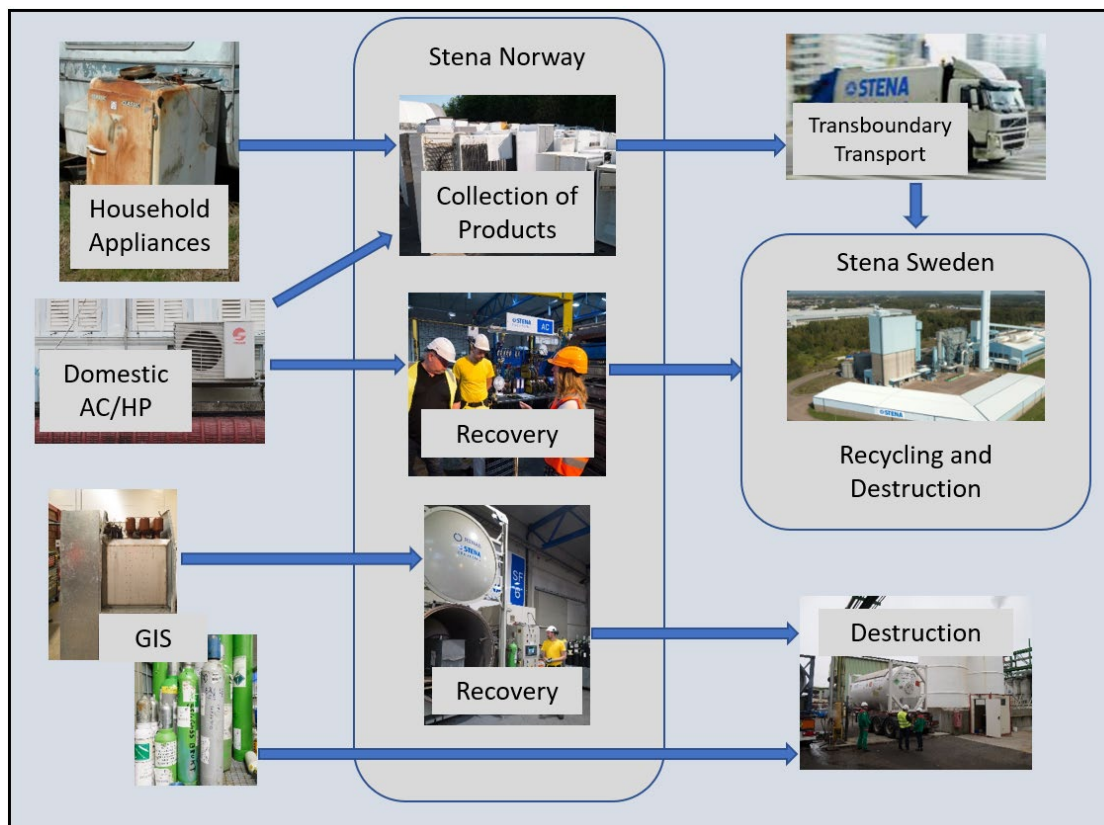 Stena Norway
STENA
Transboundary
Transport
Household
Appliances
Collection of
Products
Stena Sweden
STENA
AC
Domestic
AC/HP
Recovery
STENA
Recycling and
Destruction
STENA
SF6
GIS
Recovery
Destruction